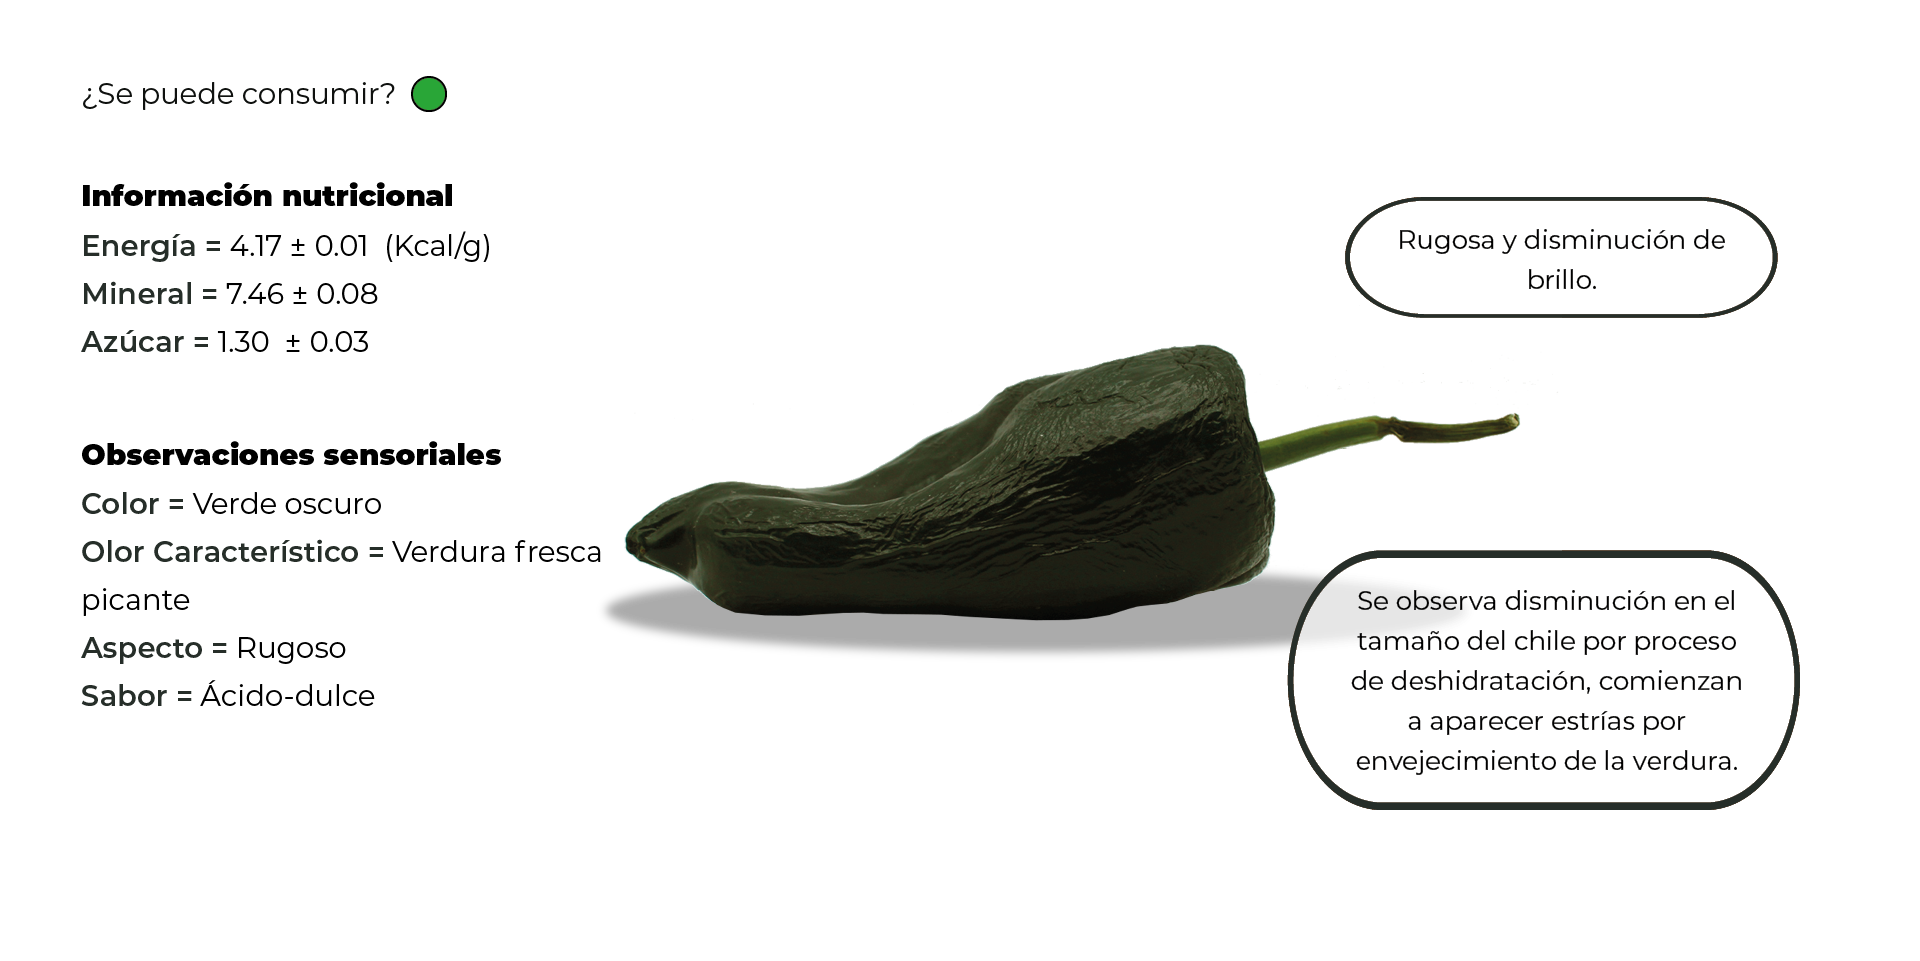 ¿Se puede consumir?
Información nutricional
Energía = 4.17 ± 0.01  (Kcal/g)
Mineral = 7.46 ± 0.08
Azúcar = 1.30  ± 0.03
Observaciones sensoriales
Color = Verde oscuro
Olor Característico = Verdura fresca
picante
Aspecto = Rugoso
Sabor = Ácido-dulce
Rugosa y disminución de
brillo.
Se observa disminución en el
tamaño del chile por proceso
de deshidratación, comienzan
a aparecer estrías por
envejecimiento de la verdura.